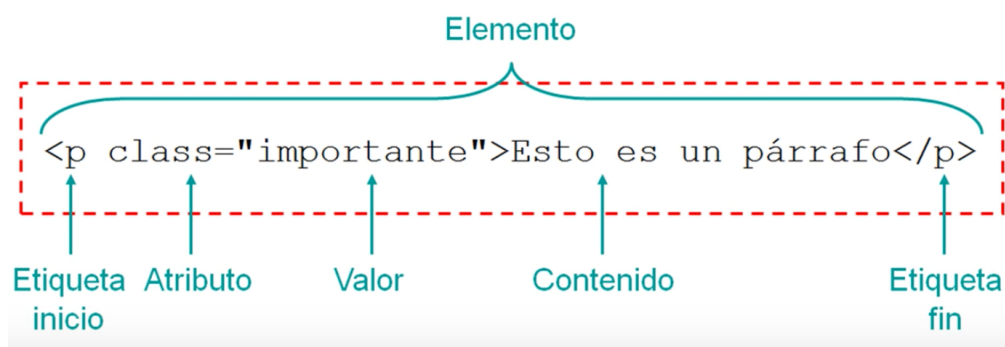 Elemento
<p class="importante">Esto es un párrafo</p>
Etiqueta inicio
Atributo
Valor
Contenido
Etiqueta fin